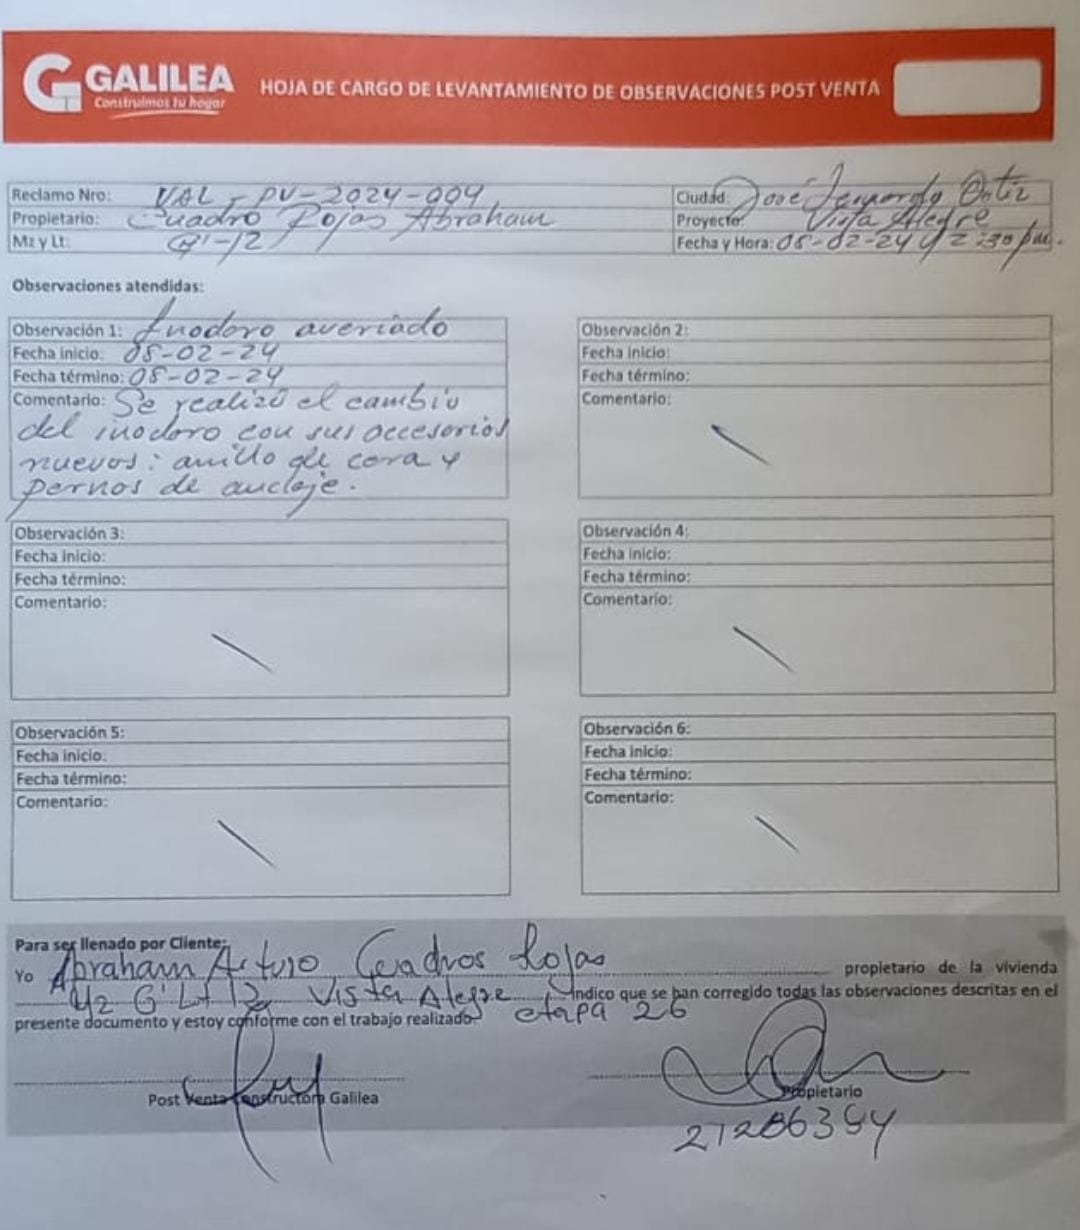 GALILEA
Construimos tu hogar
HOJA DE CARGO DE LEVANTAMIENTO DE OBSERVACIONES POST VENTA
Reclamo Nro: VAL-PV-2024-004
Ciudad: José Leonardo Ortiz
Propietario: Cuadro Rojas Abraham
Proyecto: Vista Alegre
Mz y Lt: G'-12
Fecha y Hora: 08-02-24 / 12:30 pm.
Observaciones atendidas:
Observación 1: Inodoro averiado
Fecha inicio: 08-02-24
Fecha término: 08-02-24
Comentario: Se realizó el cambio
del inodoro con sus accesorios
nuevos: anillo de cera y
pernos de anclaje.
Observación 2:
Fecha inicio:
Fecha término:
Comentario:
Observación 3:
Fecha inicio:
Fecha término:
Comentario:
Observación 4:
Fecha inicio:
Fecha término:
Comentario:
Observación 5:
Fecha inicio:
Fecha término:
Comentario:
Observación 6:
Fecha inicio:
Fecha término:
Comentario:
Para ser llenado por Cliente:
Yo Abraham Arturo Cuadros Rojas propietario de la vivienda
Mz G' Lt 12 Vista Alegre, indico que se han corregido todas las observaciones descritas en el
presente documento y estoy conforme con el trabajo realizado. etapa 26
Post Venta Constructora Galilea
Propietario